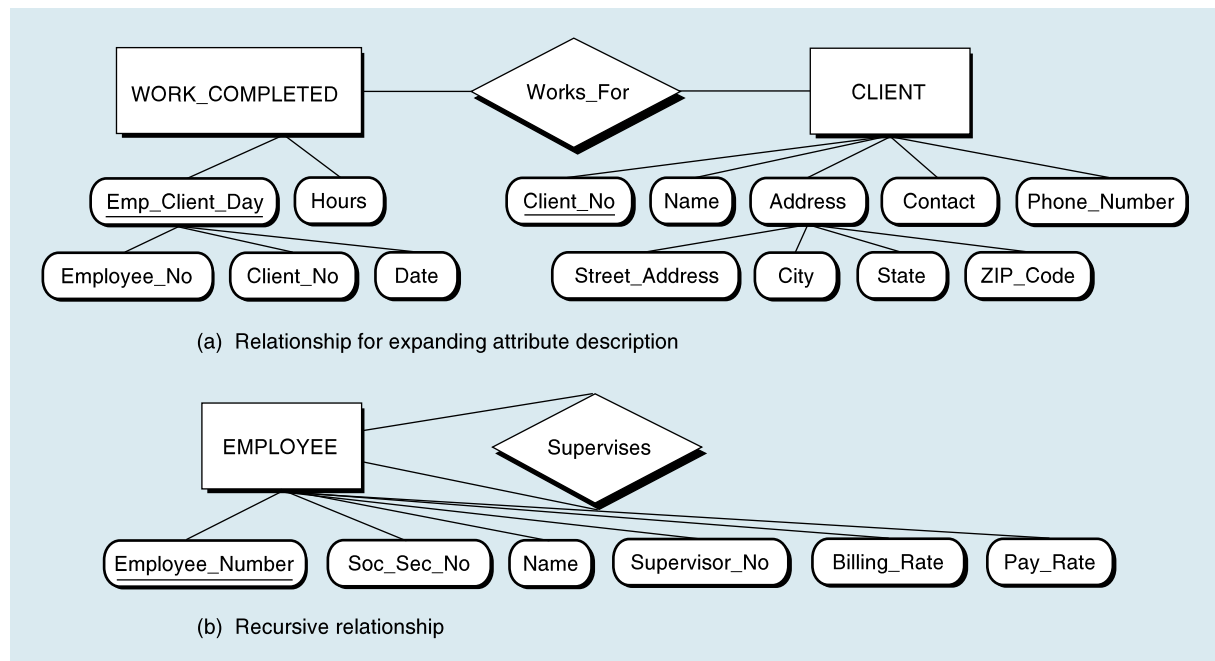 WORK_COMPLETED
Works_For
CLIENT
Emp_Client_Day
Hours
Client_No
Name
Address
Contact
Phone_Number
Employee_No
Client_No
Date
Street_Address
City
State
ZIP_Code
(a) Relationship for expanding attribute description
EMPLOYEE
Supervises
Employee_Number
Soc_Sec_No
Name
Supervisor_No
Billing_Rate
Pay_Rate
(b) Recursive relationship